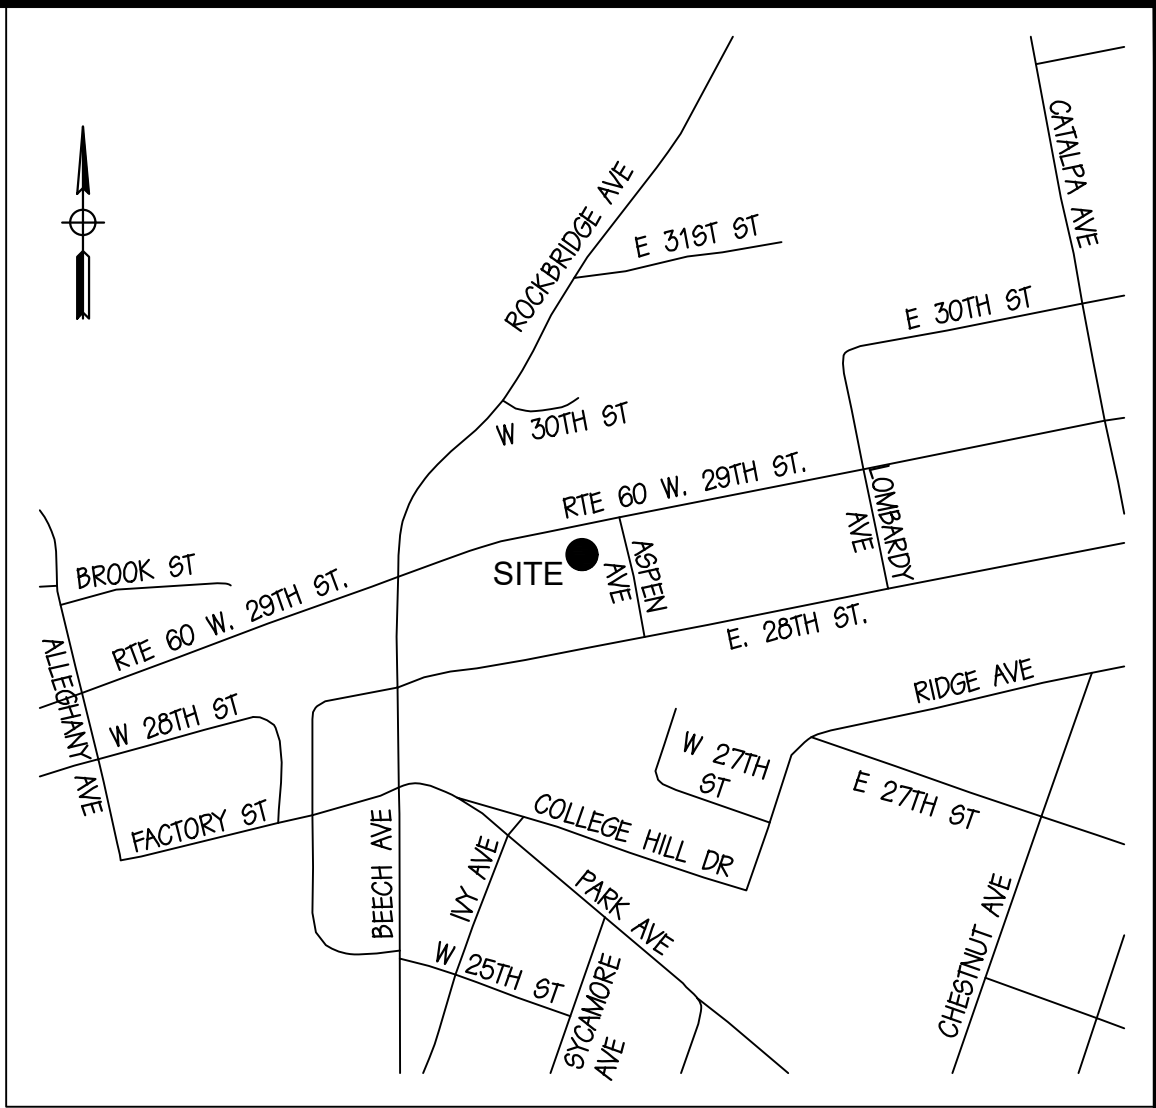 CATALPA AVE
ROCKBRIDGE AVE
E 31ST ST
E 30TH ST
W 30TH ST
RTE 60 W. 29TH ST.
LOMBARDY
AVE
ASPEN
AVE
SITE
BROOK ST
RTE 60 W. 29TH ST.
E. 28TH ST.
ALLEGHANY AVE
W 28TH ST
RIDGE AVE
W 27TH
ST
E 27TH ST
FACTORY ST
COLLEGE HILL DR
BEECH AVE
IVY AVE
PARK AVE
W 25TH ST
SYCAMORE
AVE
CHESTNUT AVE